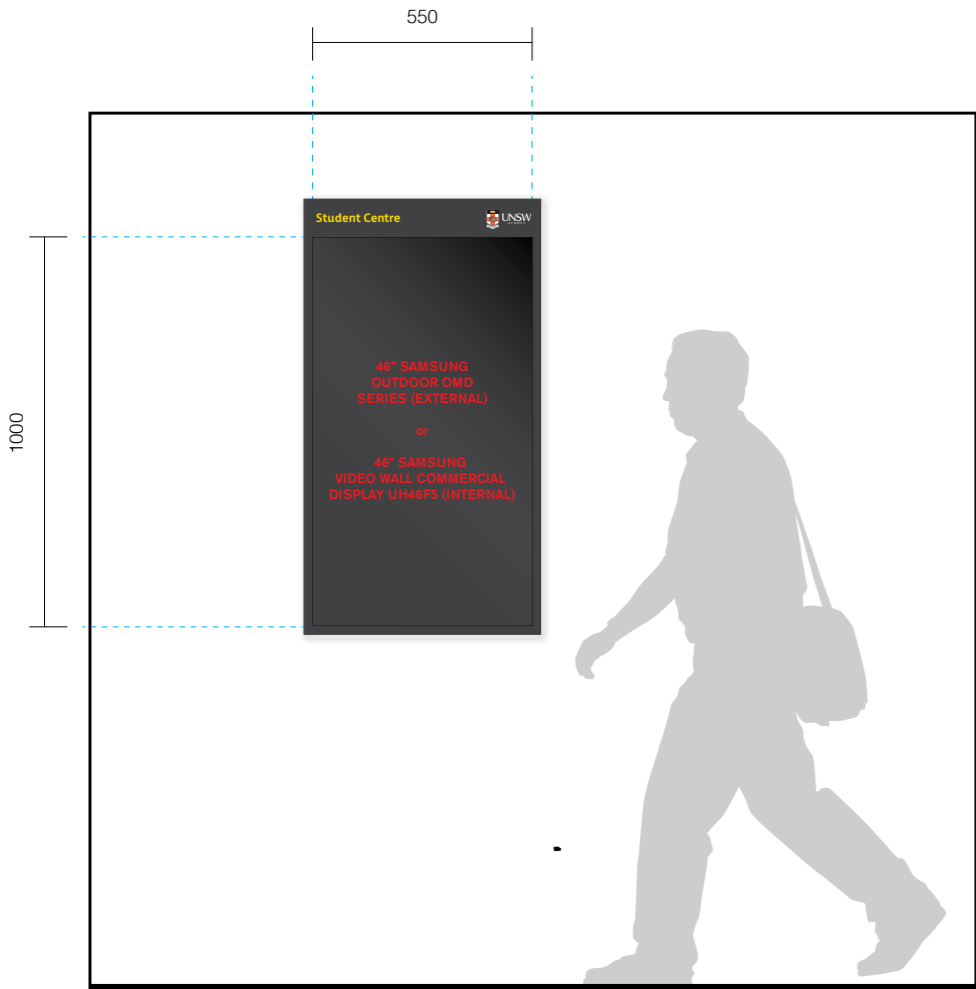 550
Student Centre
UNSW
SYDNEY
1000
46" SAMSUNG
OUTDOOR OMD
SERIES (EXTERNAL)
or
46" SAMSUNG
VIDEO WALL COMMERCIAL
DISPLAY UH46F5 (INTERNAL)